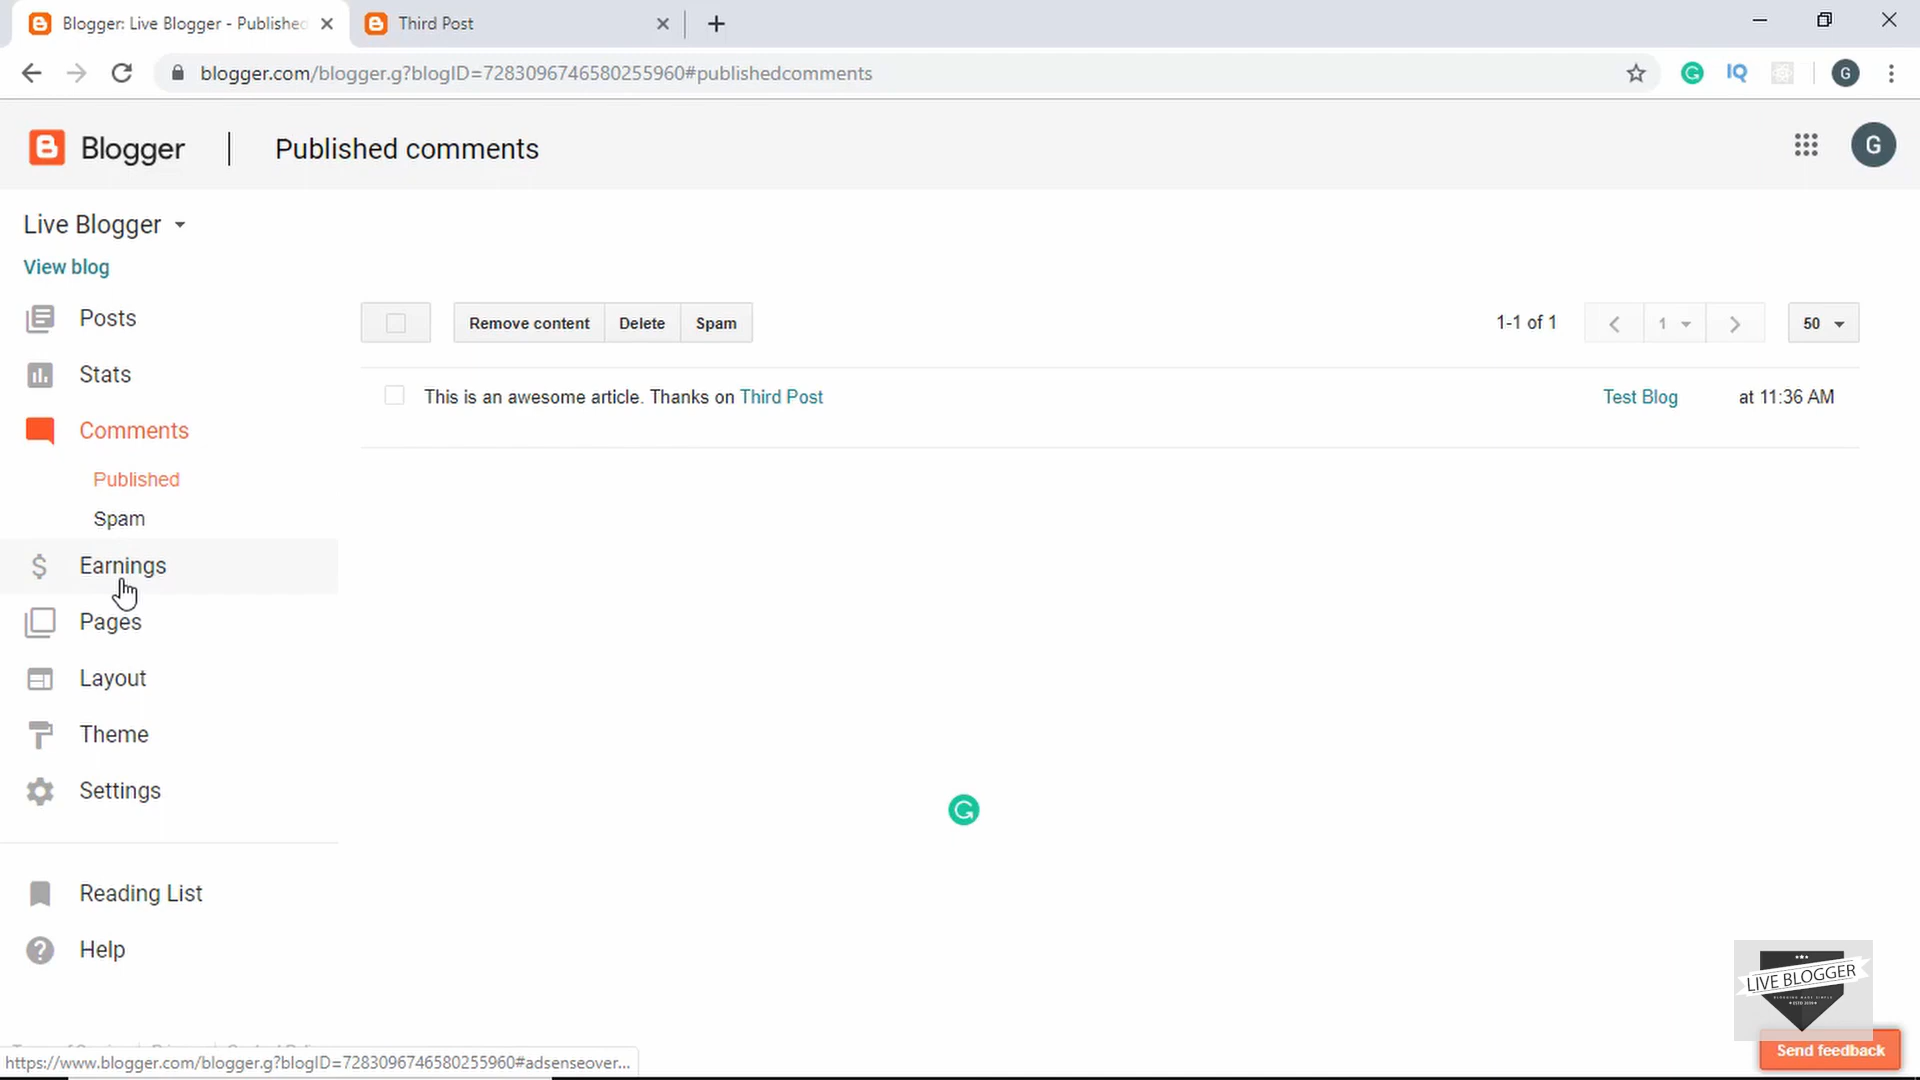 Blogger: Live Blogger - Published
Third Post
blogger.com/blogger.g?blogID=7283096746580255960#publishedcomments
IQ
G
Blogger
Published comments
G
Live Blogger
View blog
Posts
Remove content
Delete
Spam
1-1 of 1
1
50
Stats
This is an awesome article. Thanks on Third Post
Test Blog
at 11:36 AM
Comments
Published
Spam
Earnings
Pages
Layout
Theme
Settings
Reading List
Help
LIVE BLOGGER
https://www.blogger.com/blogger.g?blogID=7283096746580255960#adsenseover...
Send feedback